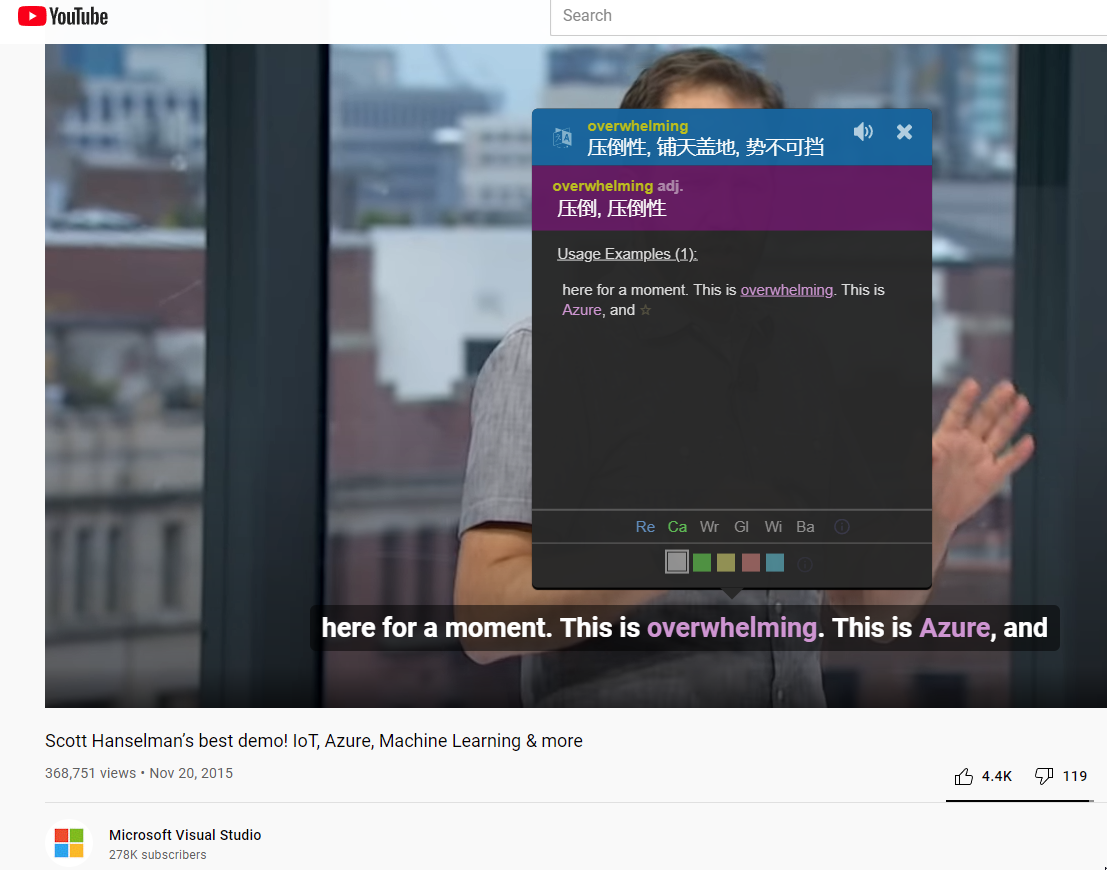 YouTube
Search
overwhelming
压倒性, 铺天盖地, 势不可挡
overwhelming adj.
压倒, 压倒性
Usage Examples (1):
here for a moment. This is overwhelming. This is
Azure, and ☆
Re Ca Wr Gl Wi Ba
here for a moment. This is overwhelming. This is Azure, and
Scott Hanselman’s best demo! IoT, Azure, Machine Learning & more
368,751 views • Nov 20, 2015
4.4K 119
Microsoft Visual Studio
278K subscribers